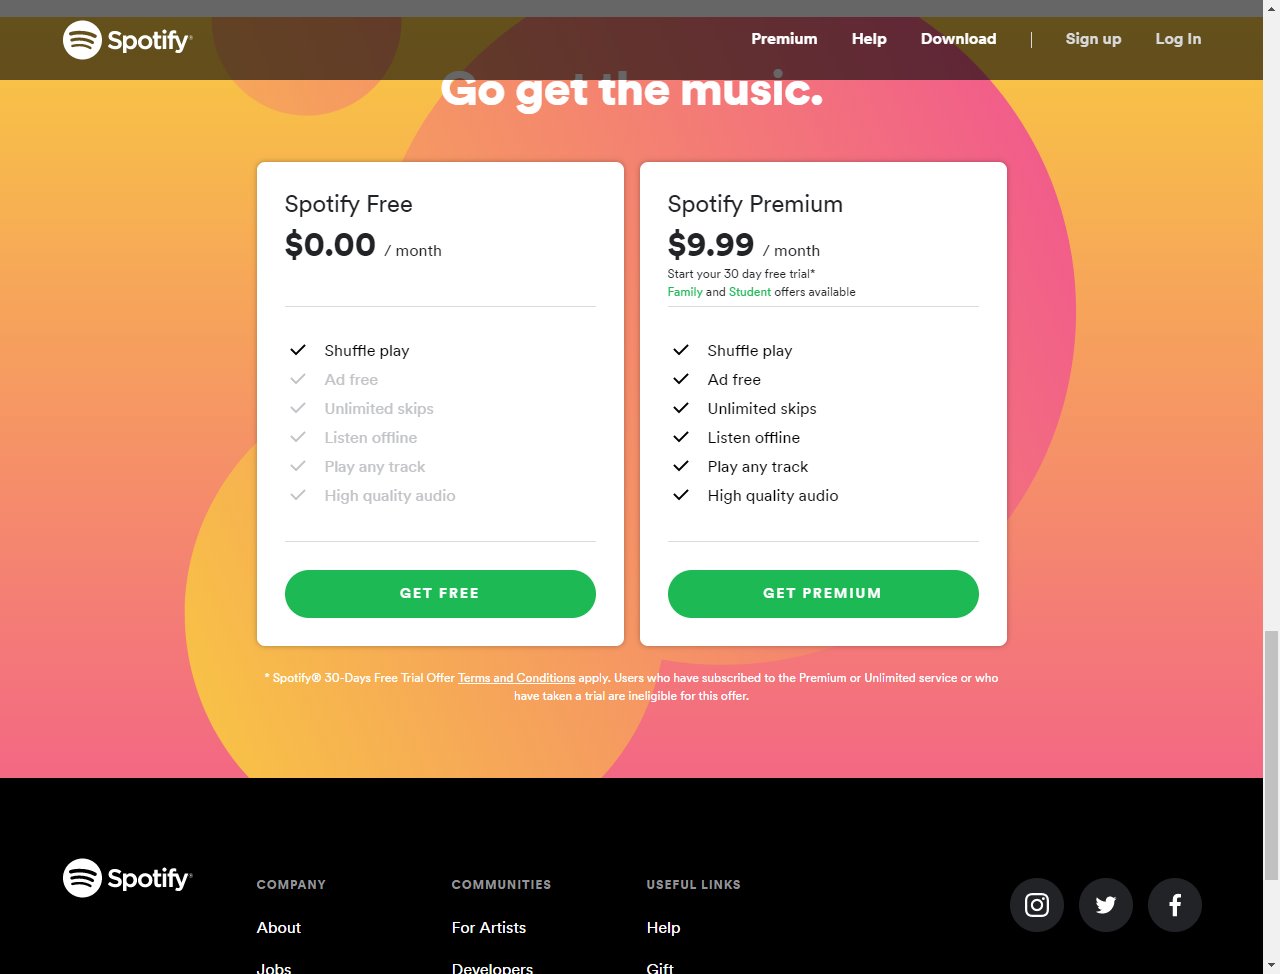 Spotify®
Premium
Help
Download
Sign up
Log In
Go get the music.
Spotify Free
$0.00 / month
Shuffle play
Ad free
Unlimited skips
Listen offline
Play any track
High quality audio
GET FREE
Spotify Premium
$9.99 / month
Start your 30 day free trial*
Family and Student offers available
Shuffle play
Ad free
Unlimited skips
Listen offline
Play any track
High quality audio
GET PREMIUM
* Spotify® 30-Days Free Trial Offer Terms and Conditions apply. Users who have subscribed to the Premium or Unlimited service or who
have taken a trial are ineligible for this offer.
Spotify®
COMPANY
About
Jobs
COMMUNITIES
For Artists
Developers
USEFUL LINKS
Help
Gift